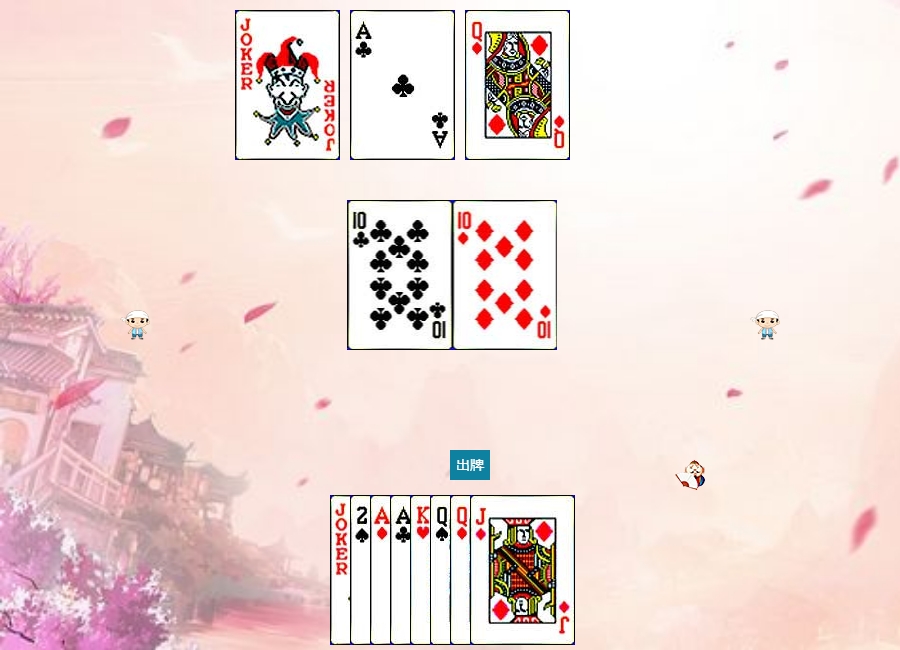 JOKER A Q
JOKER A Q
10 10
10 10
出牌
JOKER 2 A A K Q Q J
J